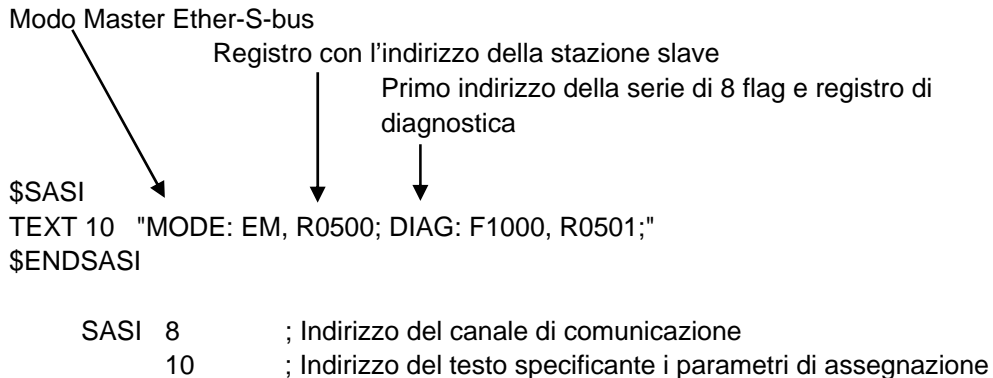 Modo Master Ether-S-bus
Registro con l'indirizzo della stazione slave
Primo indirizzo della serie di 8 flag e registro di
diagnostica
$SASI
TEXT 10 "MODE: EM, R0500; DIAG: F1000, R0501;"
$ENDSASI
SASI 8 ; Indirizzo del canale di comunicazione
10 ; Indirizzo del testo specificante i parametri di assegnazione